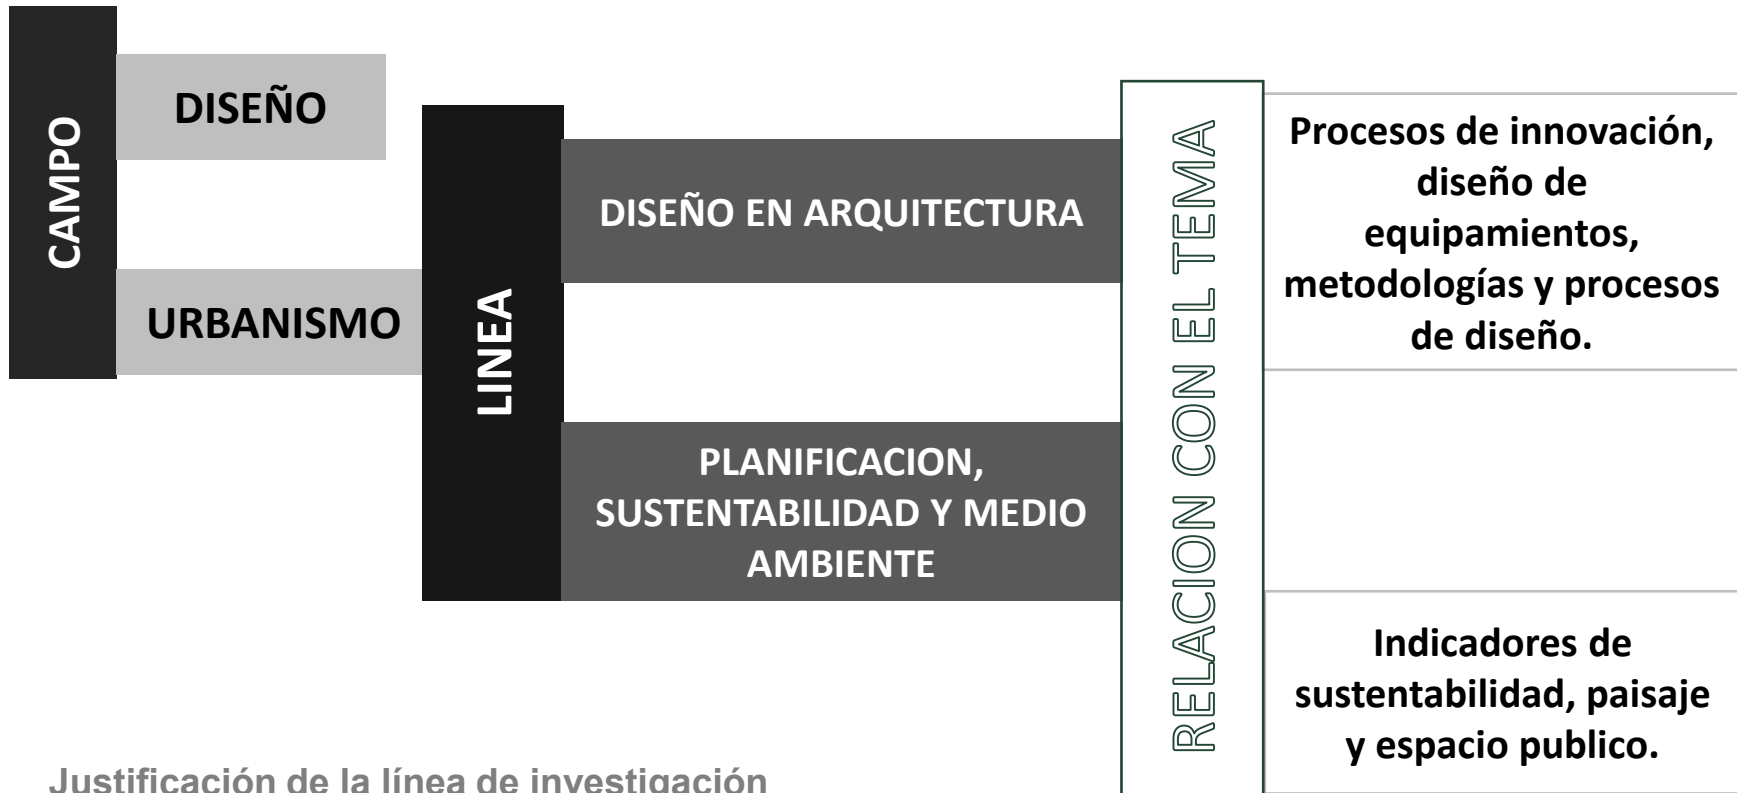 CAMPO
DISEÑO
URBANISMO
LINEA
DISEÑO EN ARQUITECTURA
PLANIFICACION,
SUSTENTABILIDAD Y MEDIO
AMBIENTE
RELACION CON EL TEMA
Procesos de innovación,
diseño de
equipamientos,
metodologías y procesos
de diseño.
Indicadores de
sustentabilidad, paisaje
y espacio publico.
Justificación de la línea de investigación